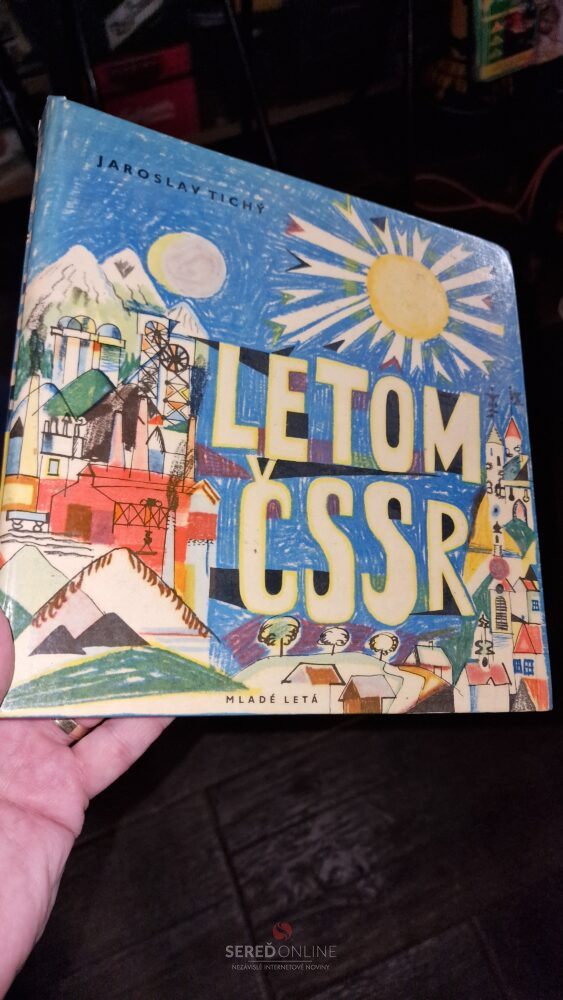 JAROSLAV TICHÝ
LETOM
ČSSR
MLADÉ LETÁ
SEREĎONLINE
NEZÁVISLÉ INTERNETOVÉ NOVINY